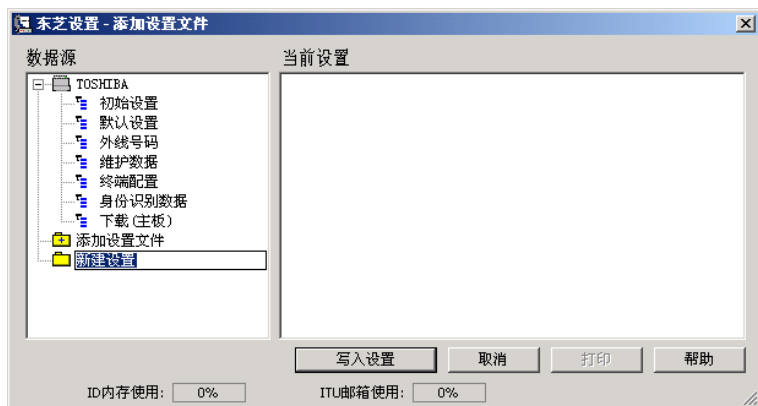 东芝设置 - 添加设置文件
数据源
当前设置
TOSHIBA
初始设置
默认设置
外线号码
维护数据
终端配置
身份识别数据
下载(主板)
添加设置文件
新建设置
写入设置 取消 打印 帮助
ID内存使用: 0% ITU邮箱使用: 0%